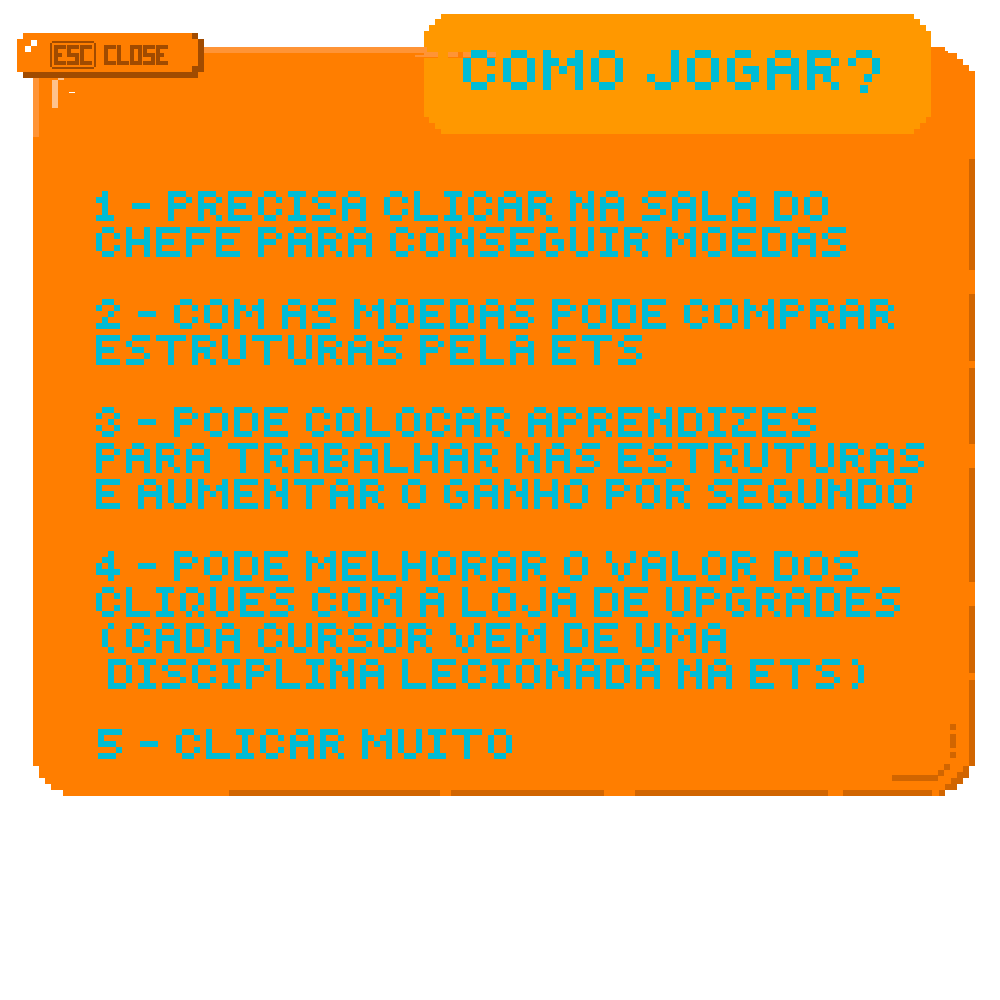 ESC CLOSE
COMO JOGAR?
1 - PRECISA CLICAR NA SALA DO
CHEFE PARA CONSEGUIR MOEDAS
2 - COM AS MOEDAS PODE COMPRAR
ESTRUTURAS PELA ETS
3 - PODE COLOCAR APRENDIZES
PARA TRABALHAR NAS ESTRUTURAS
E AUMENTAR O GANHO POR SEGUNDO
4 - PODE MELHORAR O VALOR DOS
CLIQUES COM A LOJA DE UPGRADES
(CADA CURSOR VEM DE UMA
DISCIPLINA LECIONADA NA ETS)
5 - CLICAR MUITO